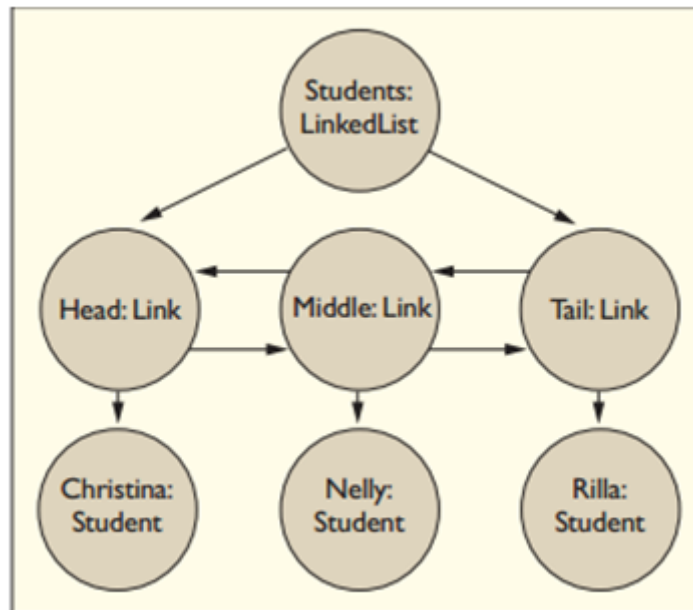 Students:
LinkedList
Head: Link
Middle: Link
Tail: Link
Christina:
Student
Nelly:
Student
Rilla:
Student